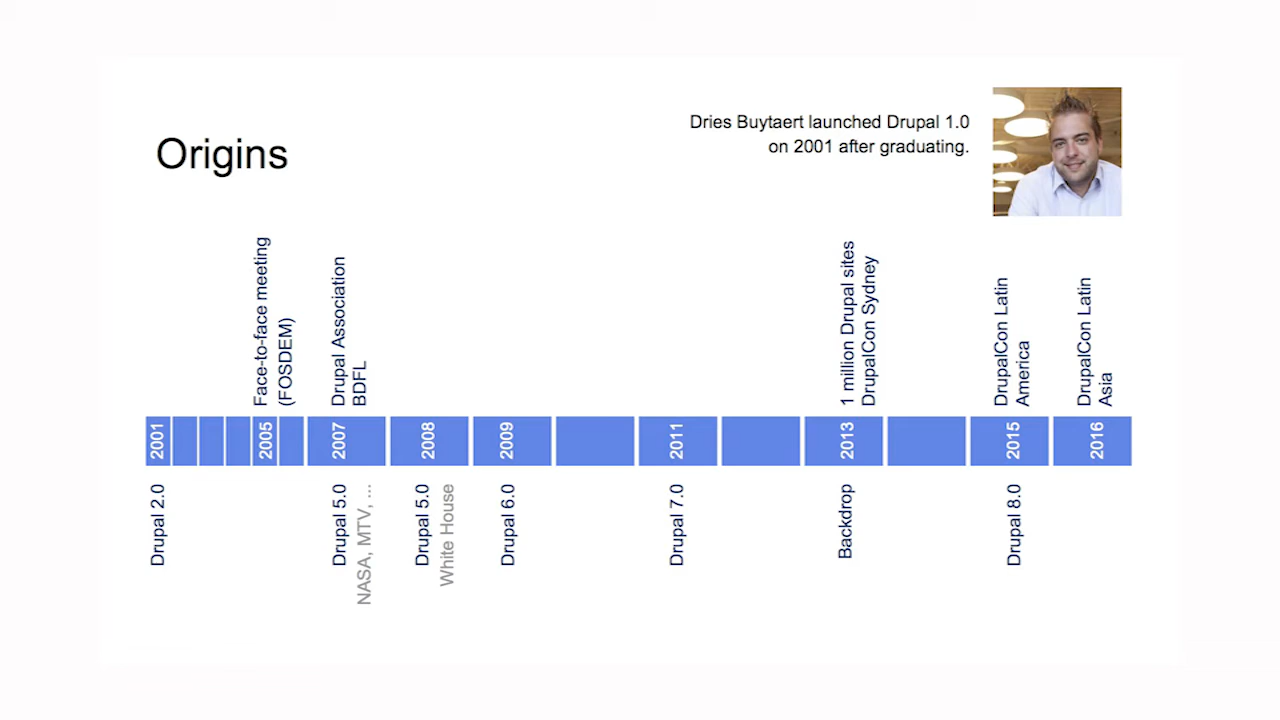 Origins
Dries Buytaert launched Drupal 1.0
on 2001 after graduating.
Face-to-face meeting
(FOSDEM)
Drupal Association
BDFL
1 million Drupal sites
DrupalCon Sydney
DrupalCon Latin
America
DrupalCon Latin
Asia
2001
2005
2007
2008
2009
2011
2013
2015
2016
Drupal 2.0
Drupal 5.0
NASA, MTV, ...
Drupal 5.0
White House
Drupal 6.0
Drupal 7.0
Backdrop
Drupal 8.0